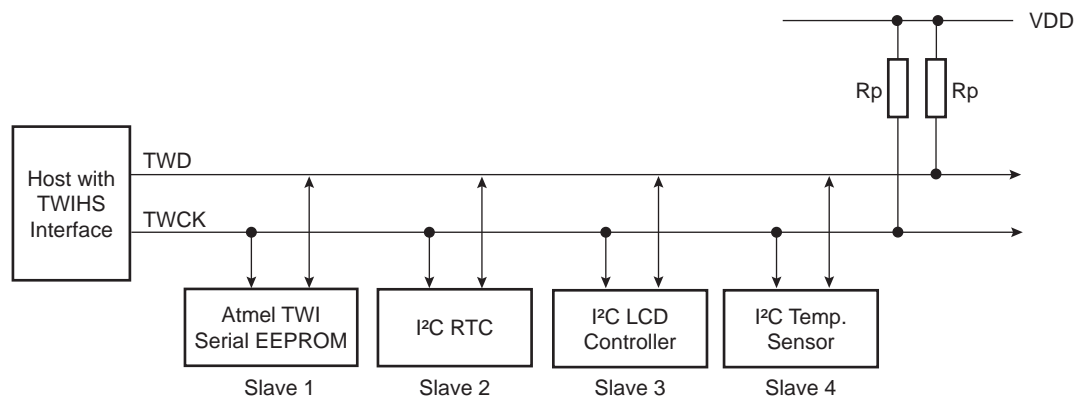 VDD
Rp
Rp
TWD
Host with
TWIHS
Interface
TWCK
Atmel TWI
Serial EEPROM
I²C RTC
I²C LCD
Controller
I²C Temp.
Sensor
Slave 1
Slave 2
Slave 3
Slave 4